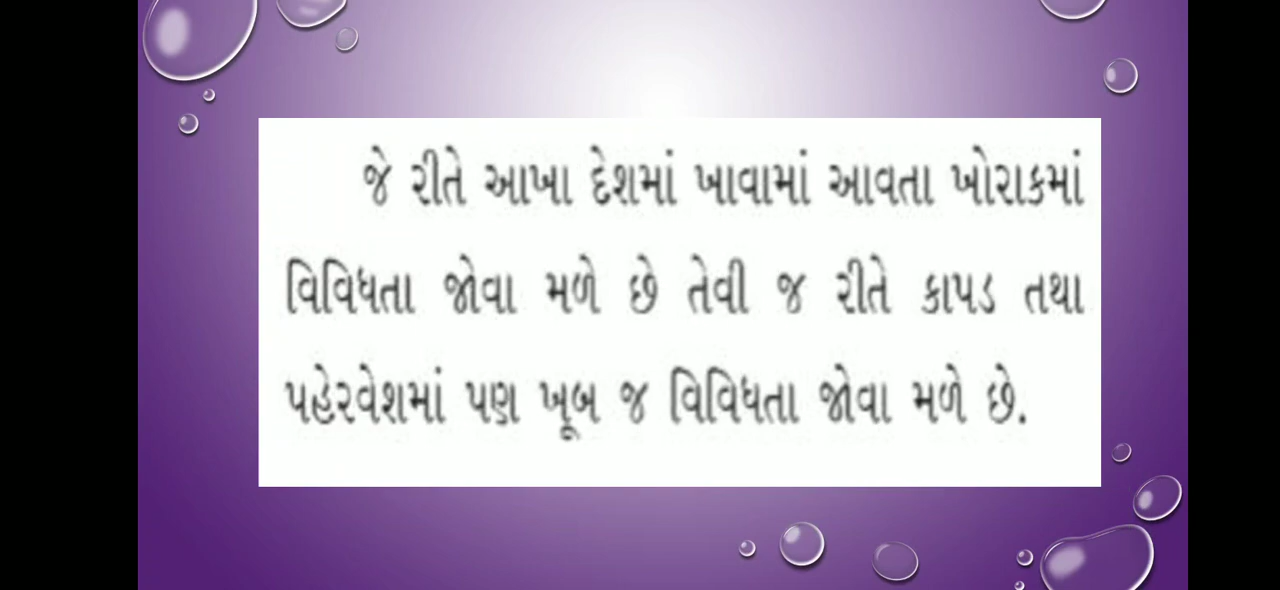 જે રીતે આખા દેશમાં ખાવામાં આવતા ખોરાકમાં
વિવિધતા જોવા મળે છે તેવી જ રીતે કાપડ તથા
પહેરવેશમાં પણ ખૂબ જ વિવિધતા જોવા મળે છે.